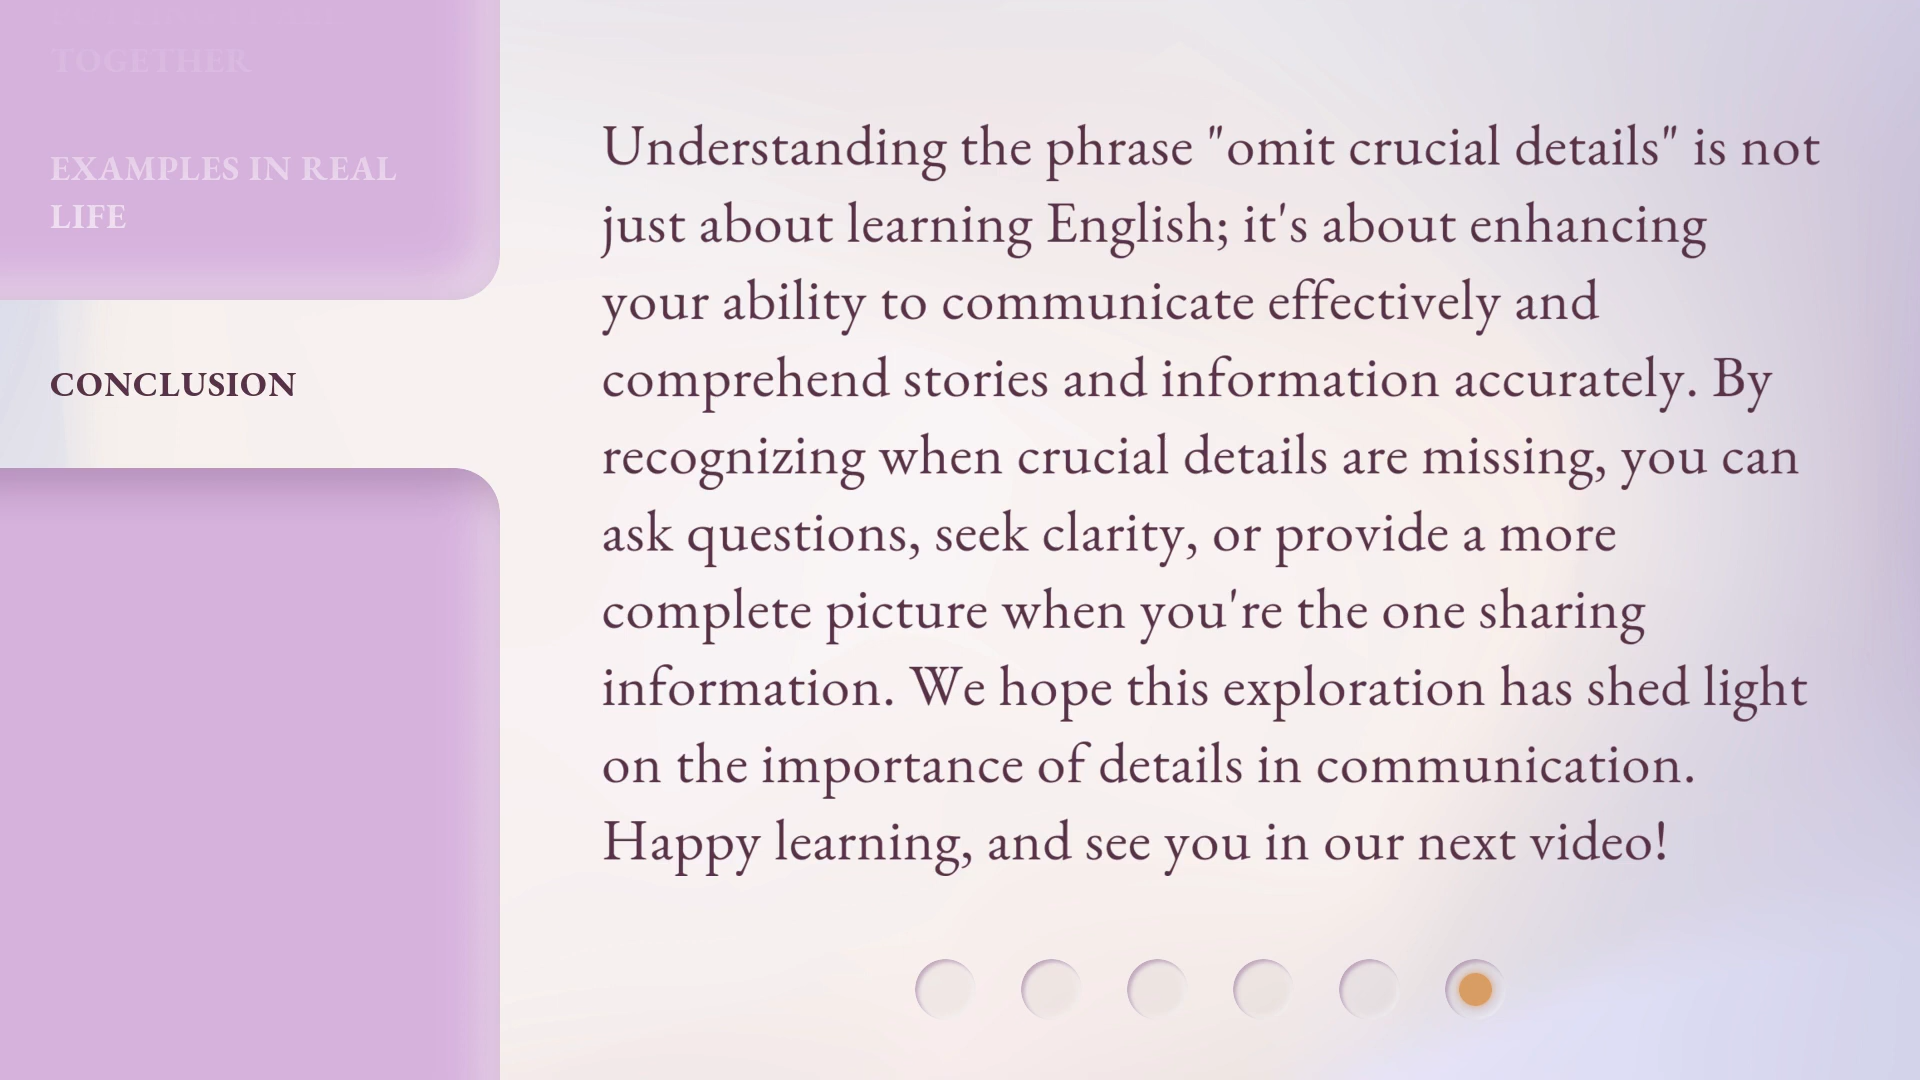 TOGETHER
EXAMPLES IN REAL
LIFE
CONCLUSION
Understanding the phrase "omit crucial details" is not
just about learning English; it's about enhancing
your ability to communicate effectively and
comprehend stories and information accurately. By
recognizing when crucial details are missing, you can
ask questions, seek clarity, or provide a more
complete picture when you're the one sharing
information. We hope this exploration has shed light
on the importance of details in communication.
Happy learning, and see you in our next video!